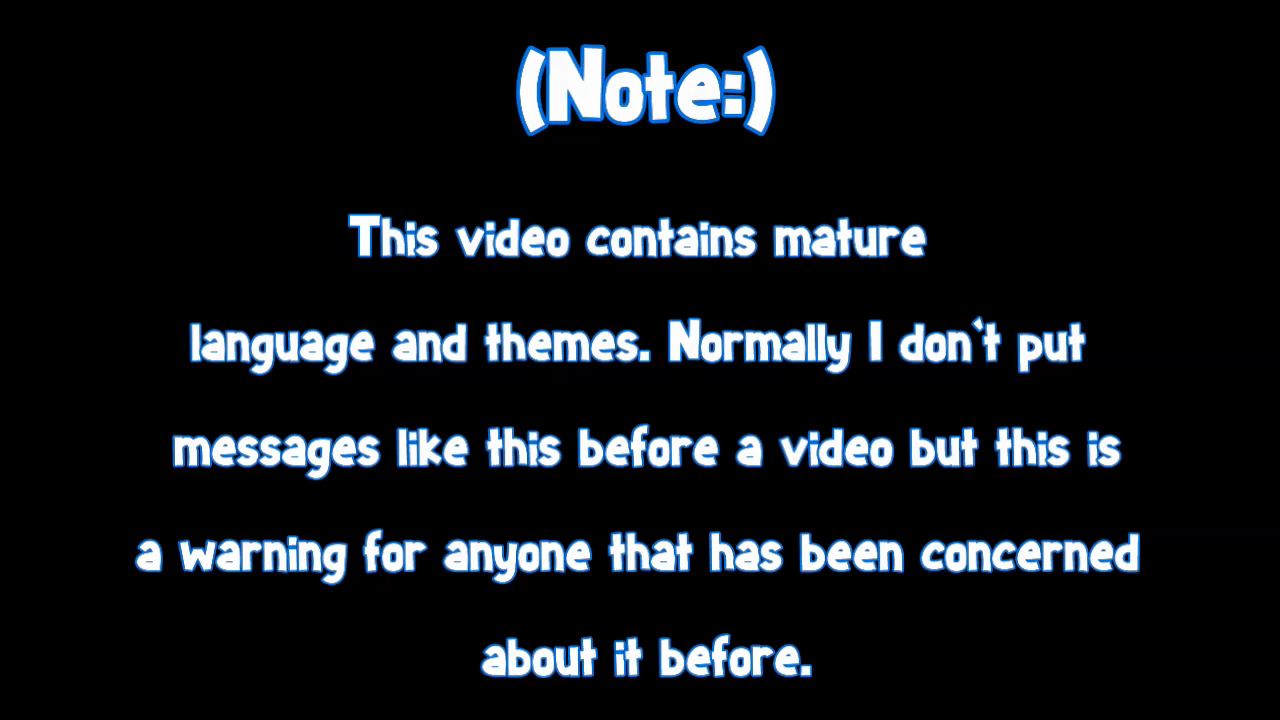 (Note:)
This video contains mature
language and themes. Normally I don't put
messages like this before a video but this is
a warning for anyone that has been concerned
about it before.